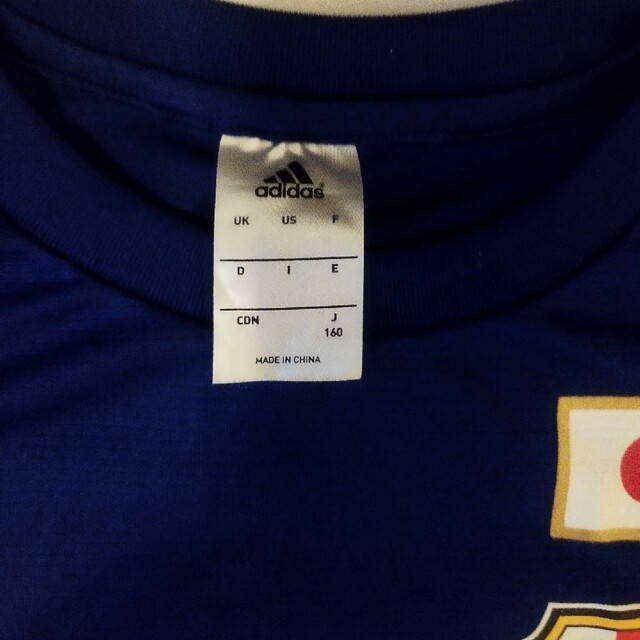 adidas
UK US F
D I E
CDN J
160
MADE IN CHINA